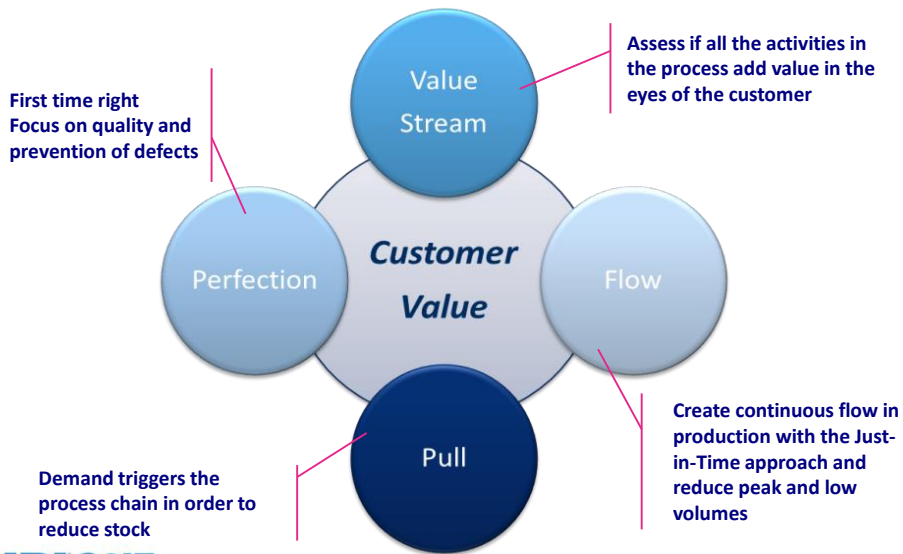 Value
Stream
Assess if all the activities in
the process add value in the
eyes of the customer
First time right
Focus on quality and
prevention of defects
Perfection
Customer
Value
Flow
Pull
Create continuous flow in
production with the Just-
in-Time approach and
reduce peak and low
volumes
Demand triggers the
process chain in order to
reduce stock